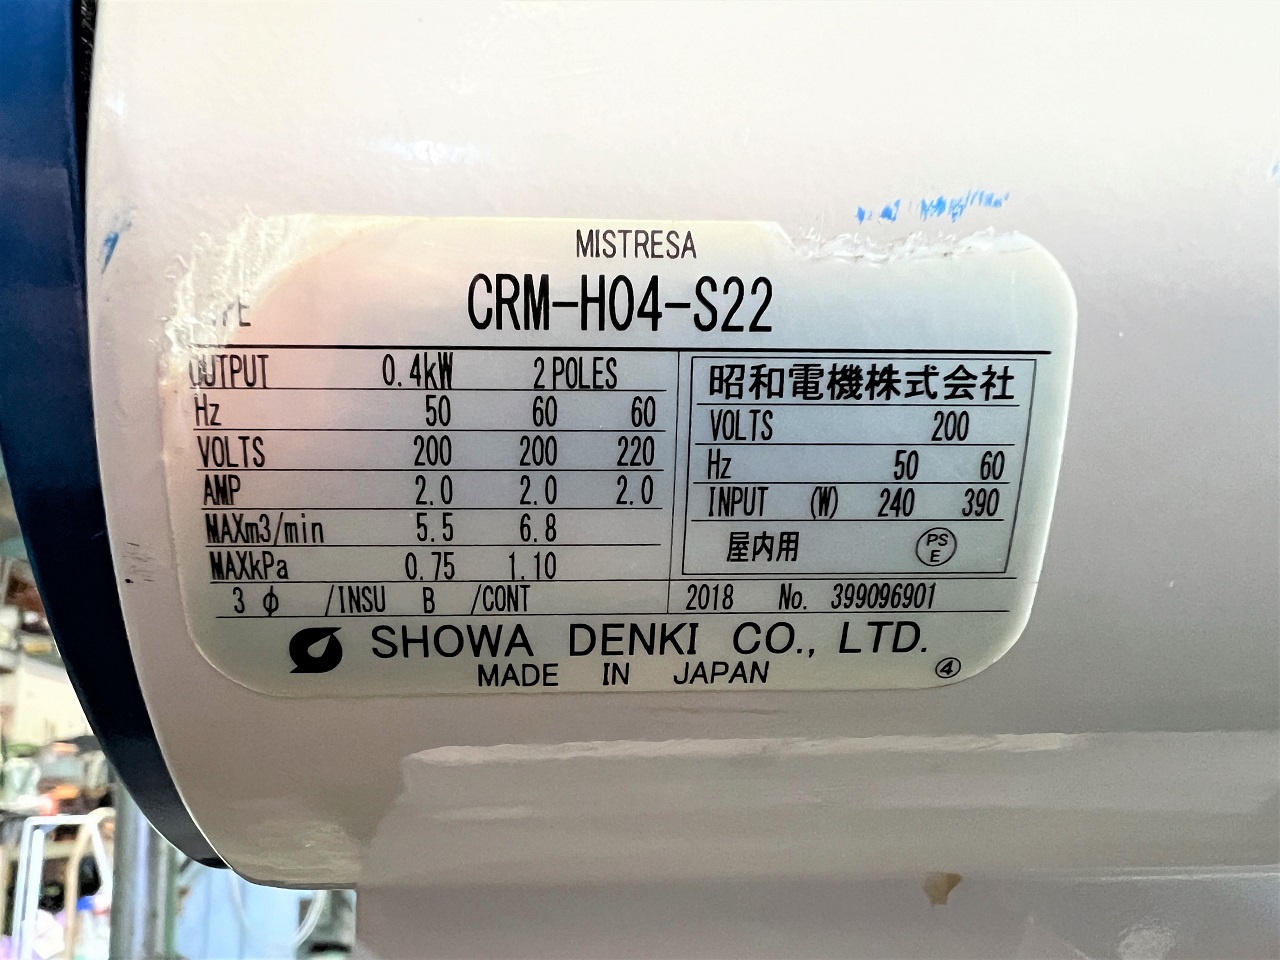 MISTRESA
TYPE CRM-H04-S22
OUTPUT 0.4kW 2 POLES
Hz 50 60 60
VOLTS 200 200 220
AMP 2.0 2.0 2.0
MAXm3/min 5.5 6.8
MAXkPa 0.75 1.10
3 φ /INSU B /CONT
昭和電機株式会社
VOLTS 200
Hz 50 60
INPUT (W) 240 390
屋内用 PS E
2018 No. 399096901
SHOWA DENKI CO., LTD.
MADE IN JAPAN ④